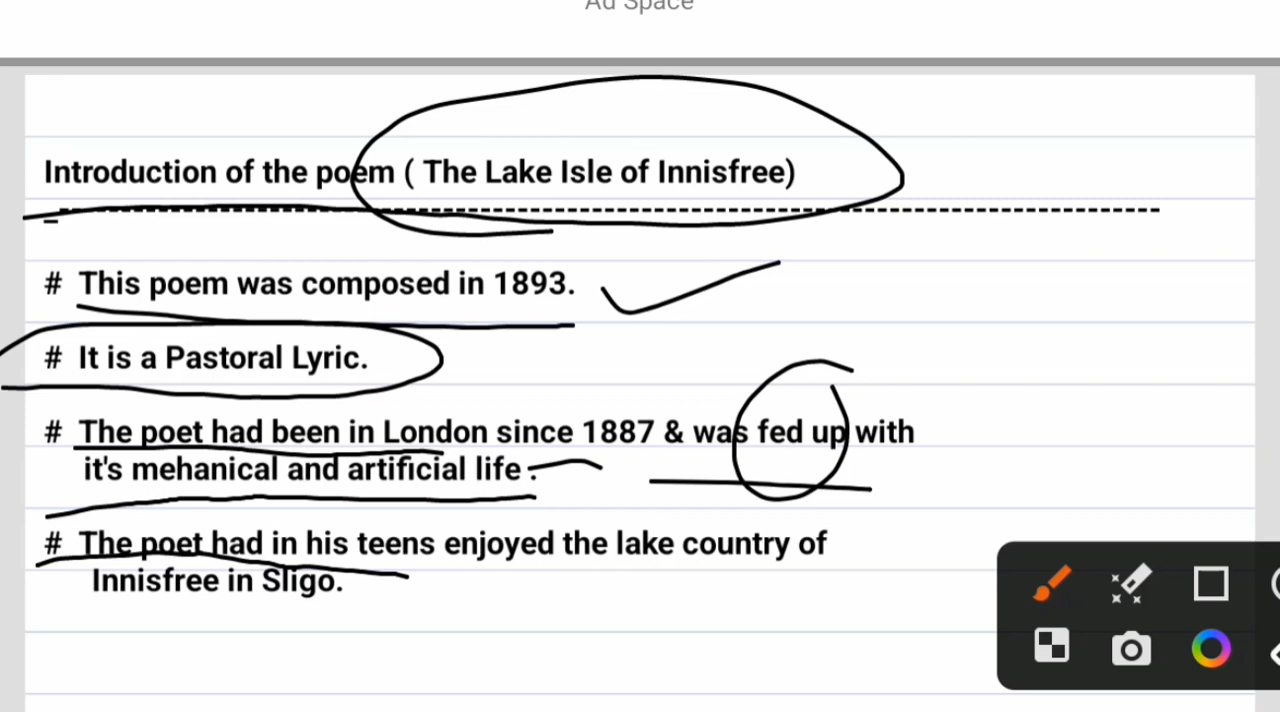 Ad Space
Introduction of the poem ( The Lake Isle of Innisfree)
# This poem was composed in 1893.
# It is a Pastoral Lyric.
# The poet had been in London since 1887 & was fed up with
it's mehanical and artificial life .
# The poet had in his teens enjoyed the lake country of
Innisfree in Sligo.